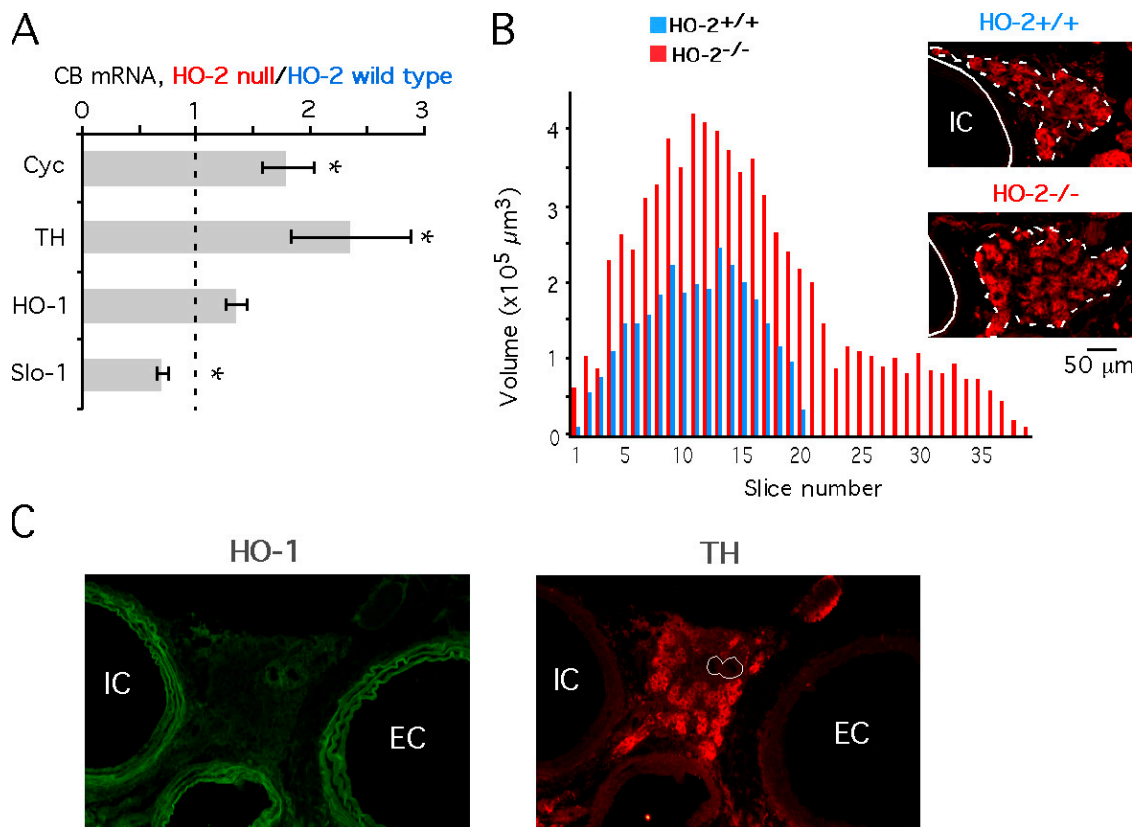 A
CB mRNA, HO-2 null/HO-2 wild type
0 1 2 3
Cyc *
TH *
HO-1
Slo-1 *
B
HO-2+/+
HO-2-/-
Volume (x10⁵ µm³)
4
3
2
1
0
1 5 10 15 20 25 30 35
Slice number
HO-2+/+
IC
HO-2-/-
50 µm
C
HO-1
IC
EC
TH
IC
EC